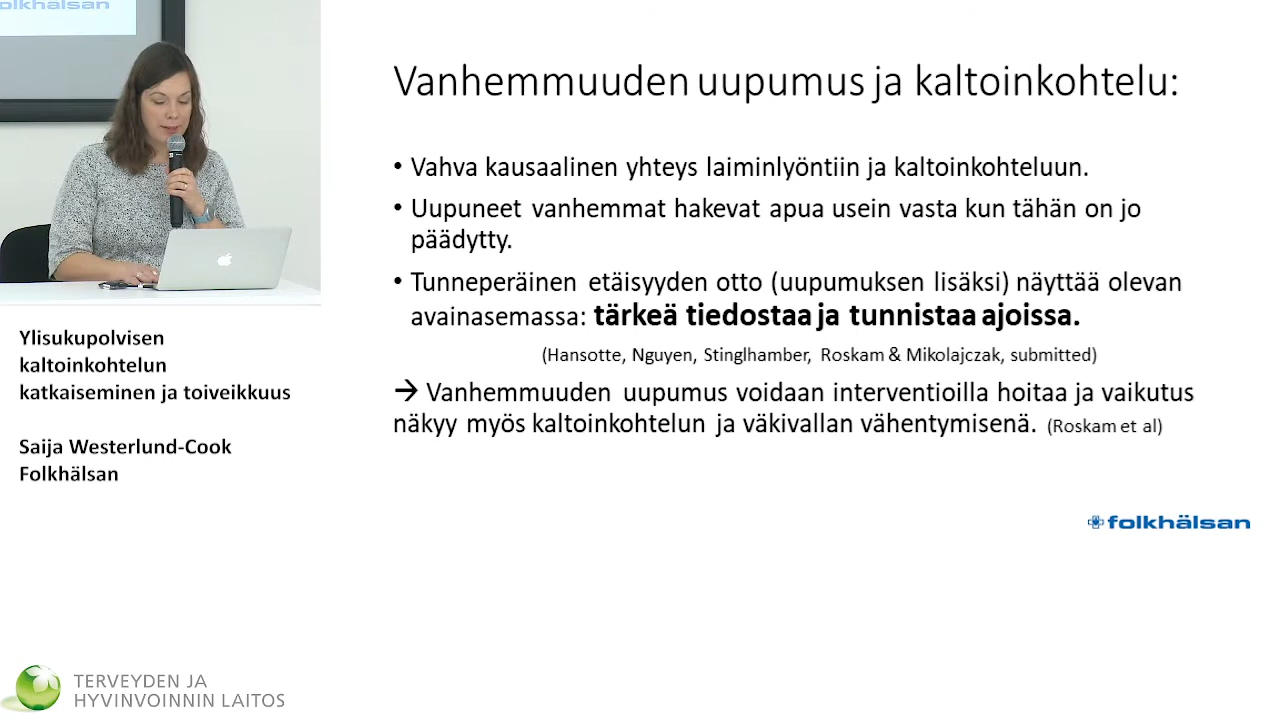 folkhälsan
Vanhemmuuden uupumus ja kaltoinkohtelu:
• Vahva kausaalinen yhteys laiminlyöntiin ja kaltoinkohteluun.
• Uupuneet vanhemmat hakevat apua usein vasta kun tähän on jo
päädytty.
• Tunneperäinen etäisyyden otto (uupumuksen lisäksi) näyttää olevan
avainasemassa: tärkeä tiedostaa ja tunnistaa ajoissa.
(Hansotte, Nguyen, Stinglhamber, Roskam & Mikolajczak, submitted)
→ Vanhemmuuden uupumus voidaan interventioilla hoitaa ja vaikutus
näkyy myös kaltoinkohtelun ja väkivallan vähentymisenä. (Roskam et al)
folkhälsan
Ylisukupolvisen
kaltoinkohtelun
katkaiseminen ja toiveikkuus
Saija Westerlund-Cook
Folkhälsan
TERVEYDEN JA
HYVINVOINNIN LAITOS